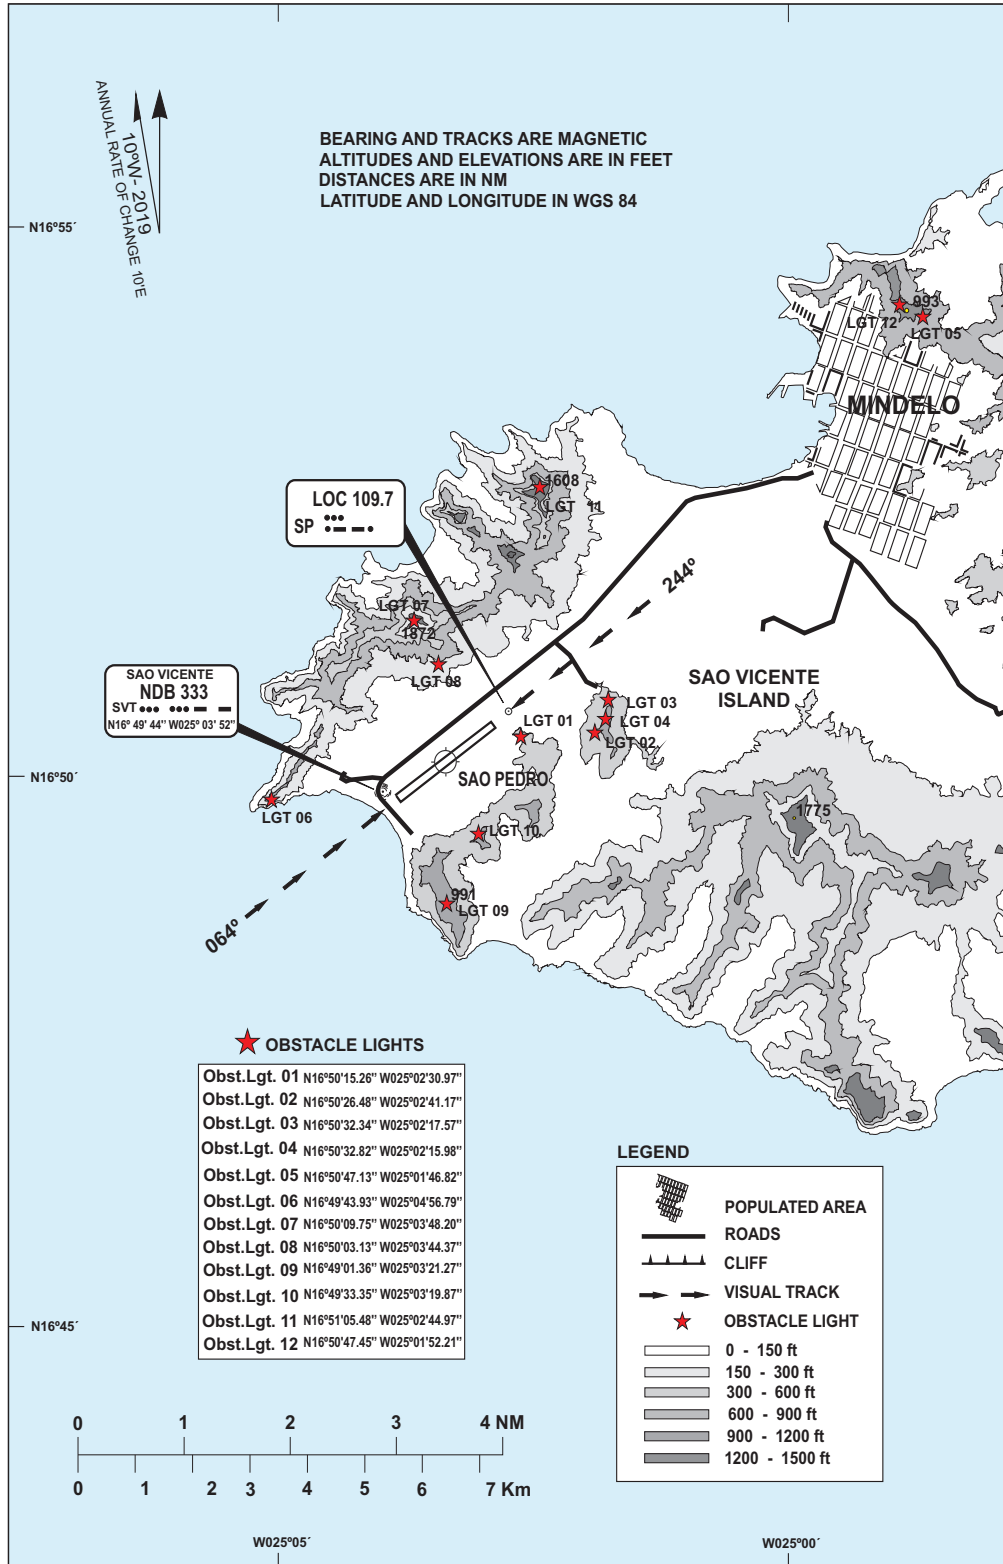 BEARING AND TRACKS ARE MAGNETIC
ALTITUDES AND ELEVATIONS ARE IN FEET
DISTANCES ARE IN NM
LATITUDE AND LONGITUDE IN WGS 84
10ºW- 2019
ANNUAL RATE OF CHANGE 10'E
N16º55´
993
LGT 12
LGT 05
MINDELO
LOC 109.7
SP
1608
LGT 11
244º
LGT 07
1872
LGT 08
SAO VICENTE
NDB 333
SVT
N16º 49' 44” W025º 03' 52”
SAO VICENTE
ISLAND
LGT 03
LGT 04
LGT 01
LGT 02
SAO PEDRO
N16º50´
LGT 06
1775
LGT 10
991
LGT 09
064º
OBSTACLE LIGHTS
Obst.Lgt. 01 N16º50'15.26” W025º02'30.97”
Obst.Lgt. 02 N16º50'26.48” W025º02'41.17”
Obst.Lgt. 03 N16º50'32.34” W025º02'17.57”
Obst.Lgt. 04 N16º50'32.82” W025º02'15.98”
Obst.Lgt. 05 N16º50'47.13” W025º01'46.82”
Obst.Lgt. 06 N16º49'43.93” W025º04'56.79”
Obst.Lgt. 07 N16º50'09.75” W025º03'48.20”
Obst.Lgt. 08 N16º50'03.13” W025º03'44.37”
Obst.Lgt. 09 N16º49'01.36” W025º03'21.27”
Obst.Lgt. 10 N16º49'33.35” W025º03'19.87”
Obst.Lgt. 11 N16º51'05.48” W025º02'44.97”
Obst.Lgt. 12 N16º50'47.45” W025º01'52.21”
LEGEND
POPULATED AREA
ROADS
CLIFF
VISUAL TRACK
OBSTACLE LIGHT
0 - 150 ft
150 - 300 ft
300 - 600 ft
600 - 900 ft
900 - 1200 ft
1200 - 1500 ft
N16º45´
0 1 2 3 4 NM
0 1 2 3 4 5 6 7 Km
W025º05´
W025º00´